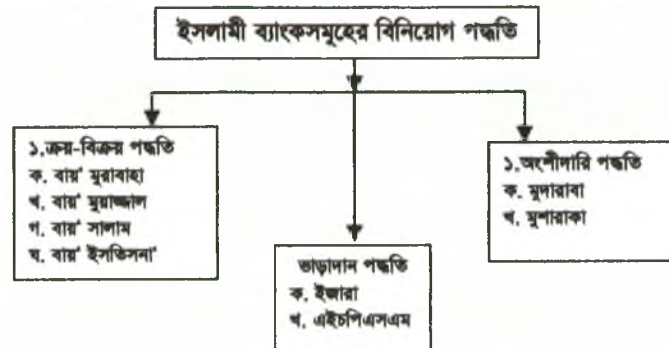 ইসলামী ব্যাংকসমূহের বিনিয়োগ পদ্ধতি
১.ক্রয়-বিক্রয় পদ্ধতি
ক. বায়' মুরাবাহা
খ. বায়' মুয়াজ্জাল
গ. বায়' সালাম
ঘ. বায়' ইসতিসনা'
ভাড়াদান পদ্ধতি
ক. ইজারা
খ. এইচপিএসএম
১.অংশীদারি পদ্ধতি
ক. মুদারাবা
খ. মুশারাকা